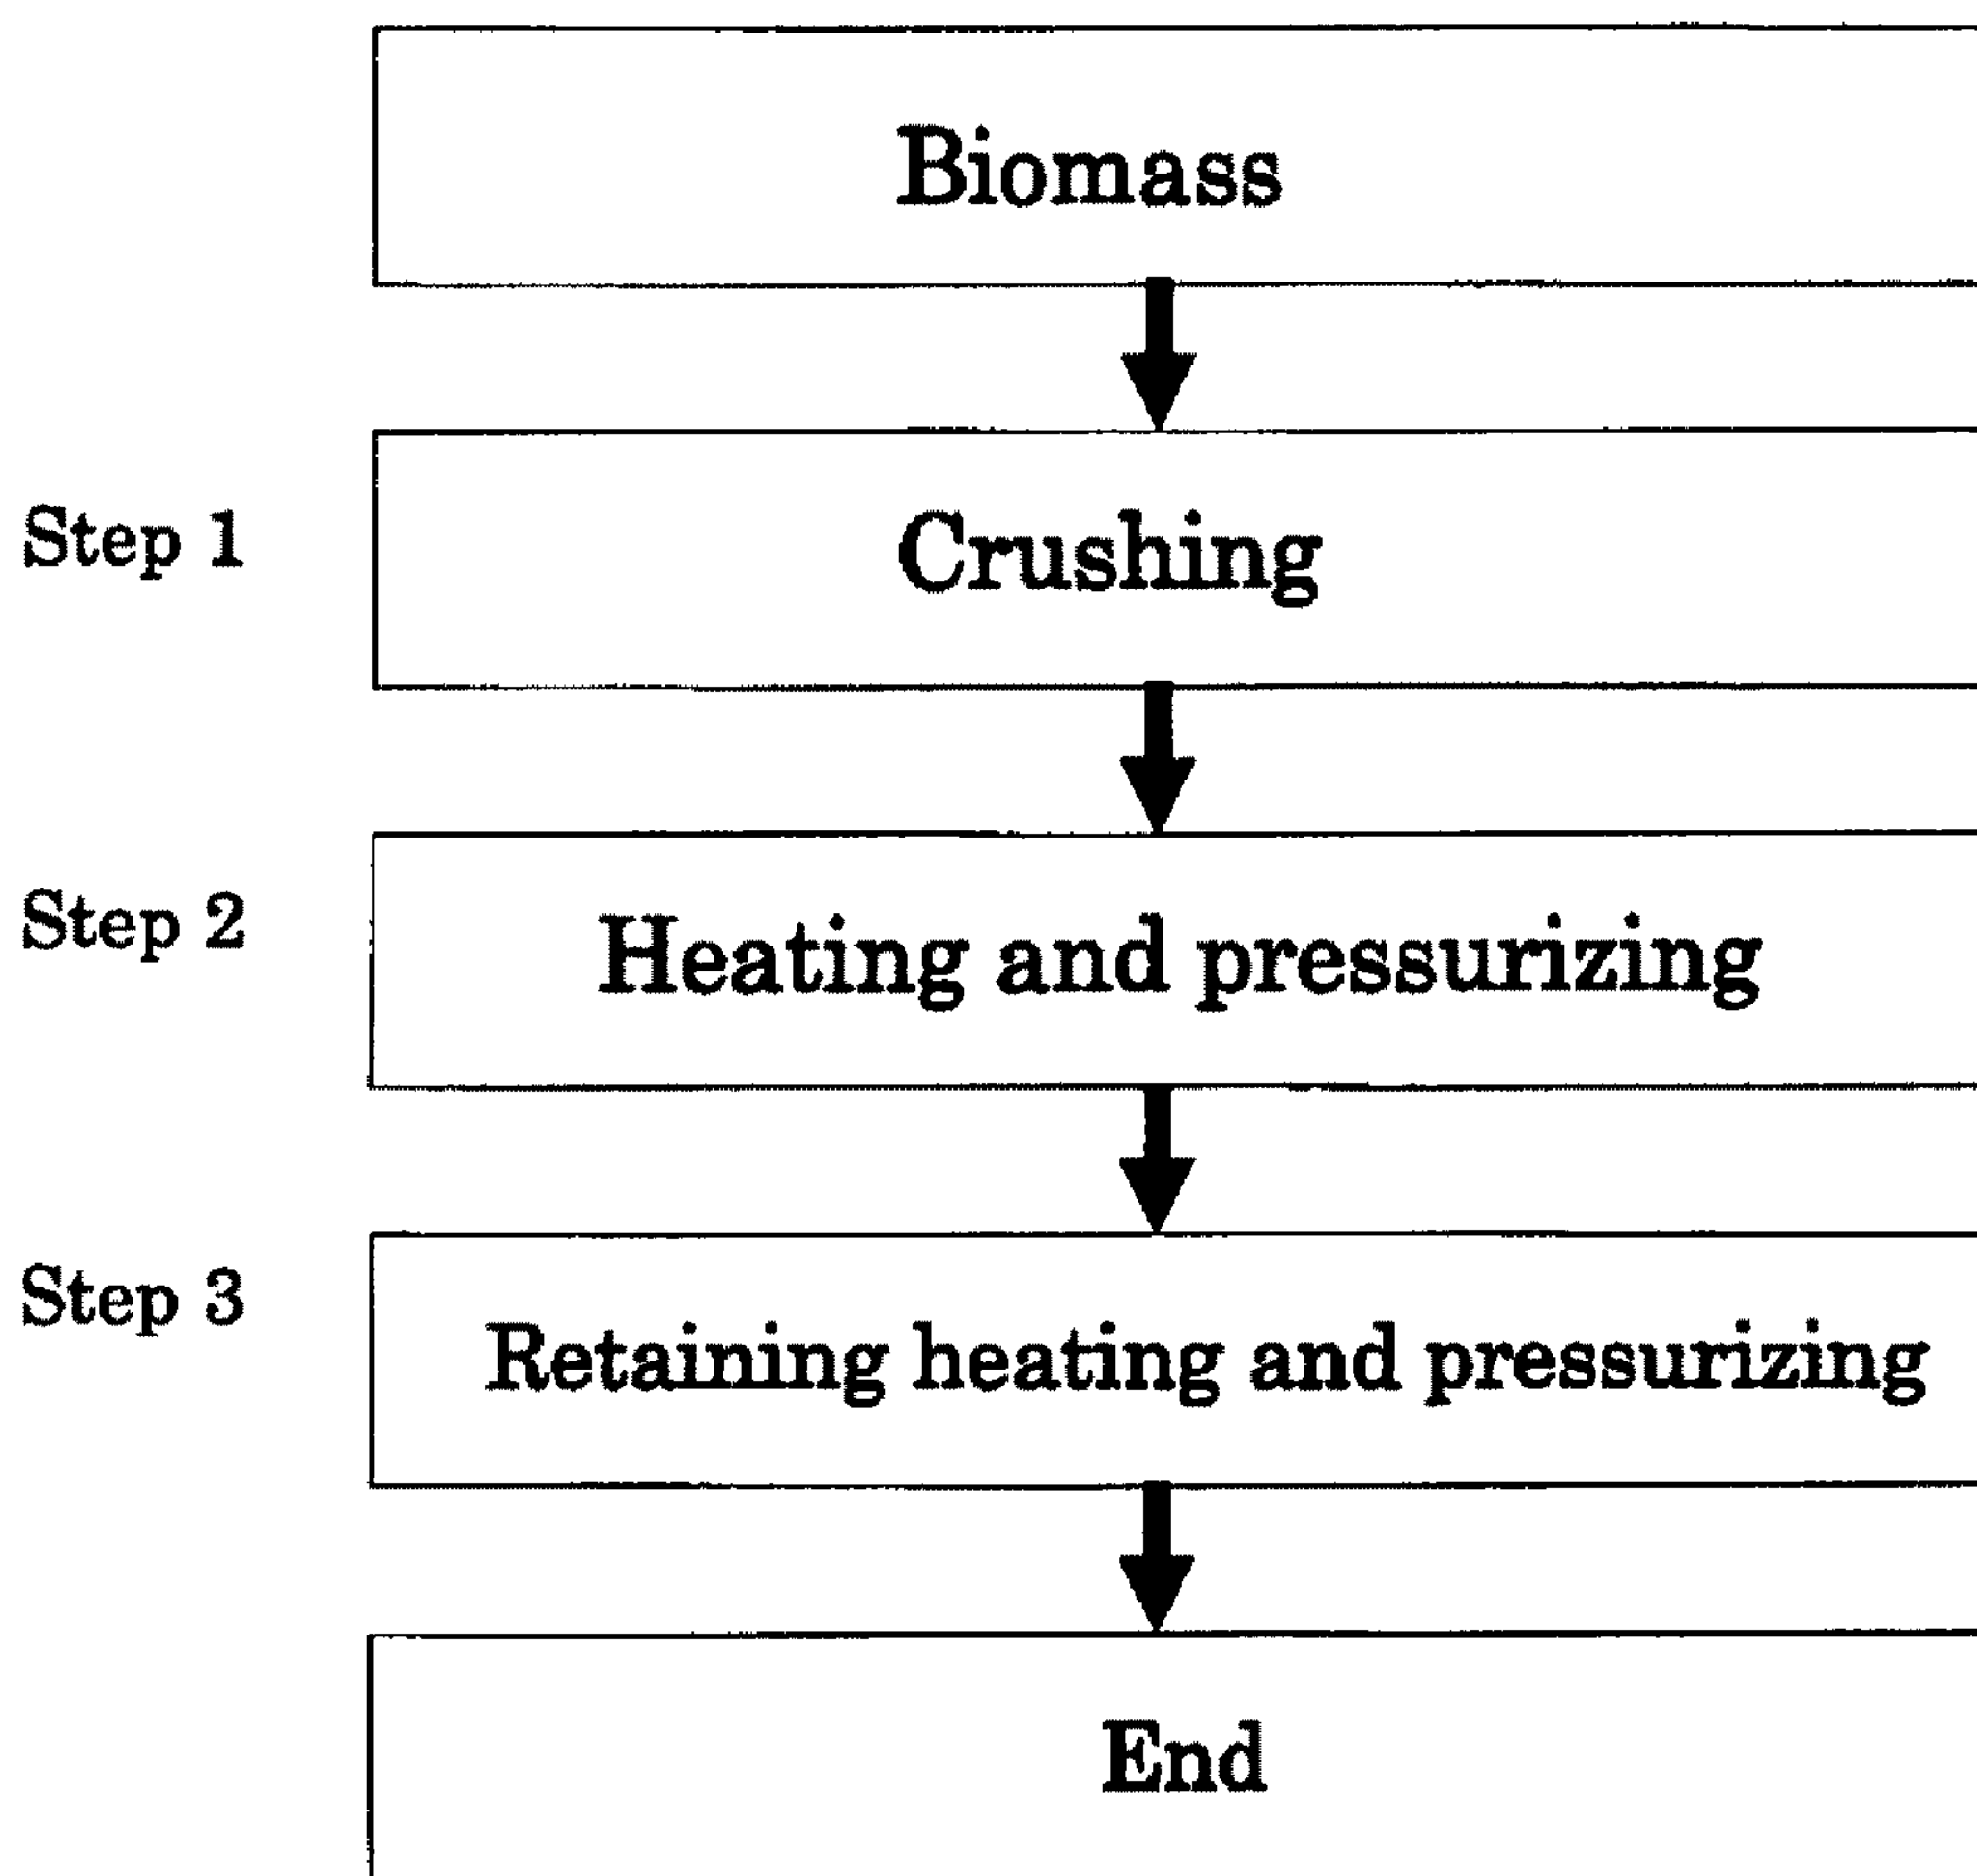 Biomass
Step 1
Crushing
Step 2
Heating and pressurizing
Step 3
Retaining heating and pressurizing
End